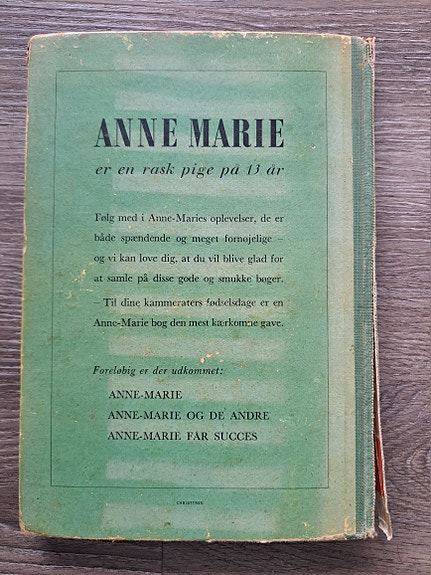 ANNE MARIE
er en rask pige på 13 år
Følg med i Anne-Maries oplevelser, de er
både spændende og meget fornøjelige –
og vi kan love dig, at du vil blive glad for
at samle på disse gode og smukke bøger.
– Til dine kammeraters fødselsdage er en
Anne-Marie bog den mest kærkomne gave.
Foreløbig er der udkommet:
ANNE-MARIE
ANNE-MARIE OG DE ANDRE
ANNE-MARIE FÅR SUCCES